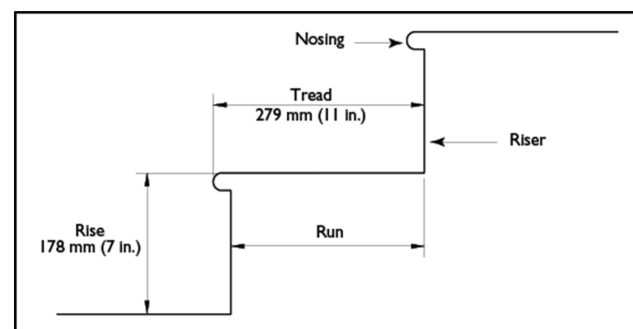 Nosing
Tread
279 mm (11 in.)
Riser
Rise
178 mm (7 in.)
Run